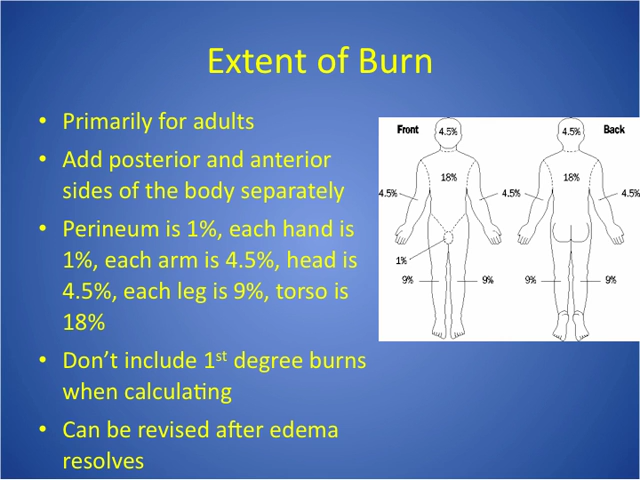 Extent of Burn
• Primarily for adults
• Add posterior and anterior
sides of the body separately
• Perineum is 1%, each hand is
1%, each arm is 4.5%, head is
4.5%, each leg is 9%, torso is
18%
• Don’t include 1st degree burns
when calculating
• Can be revised after edema
resolves
Front
4.5%
18%
4.5%
4.5%
1%
9%
9%
Back
4.5%
18%
4.5%
9%
9%